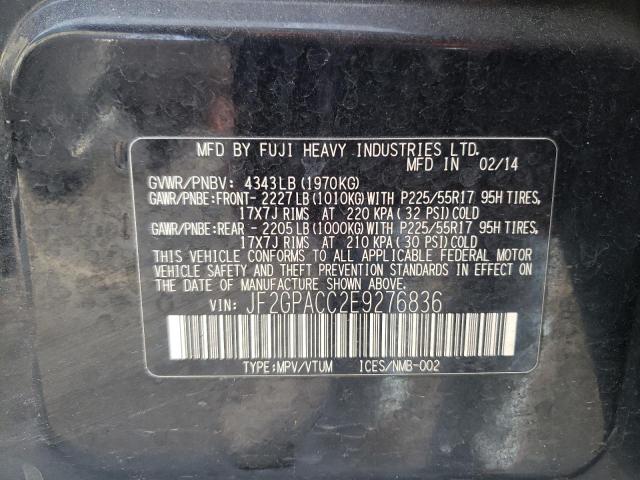 MFD BY FUJI HEAVY INDUSTRIES LTD.
MFD IN 02/14
GVWR/PNBV: 4343LB(1970KG)
GAWR/PNBE:FRONT- 2227LB(1010KG)WITH P225/55R17 95H TIRES,
17X7J RIMS AT 220 KPA(32 PSI)COLD
GAWR/PNBE:REAR - 2205LB(1000KG)WITH P225/55R17 95H TIRES,
17X7J RIMS AT 210 KPA(30 PSI)COLD
THIS VEHICLE CONFORMS TO ALL APPLICABLE FEDERAL MOTOR
VEHICLE SAFETY AND THEFT PREVENTION STANDARDS IN EFFECT ON
THE DATE OF MANUFACTURE SHOWN ABOVE.
VIN: JF2GPACC2E9276836
TYPE:MPV/VTUM ICES/NMB-002